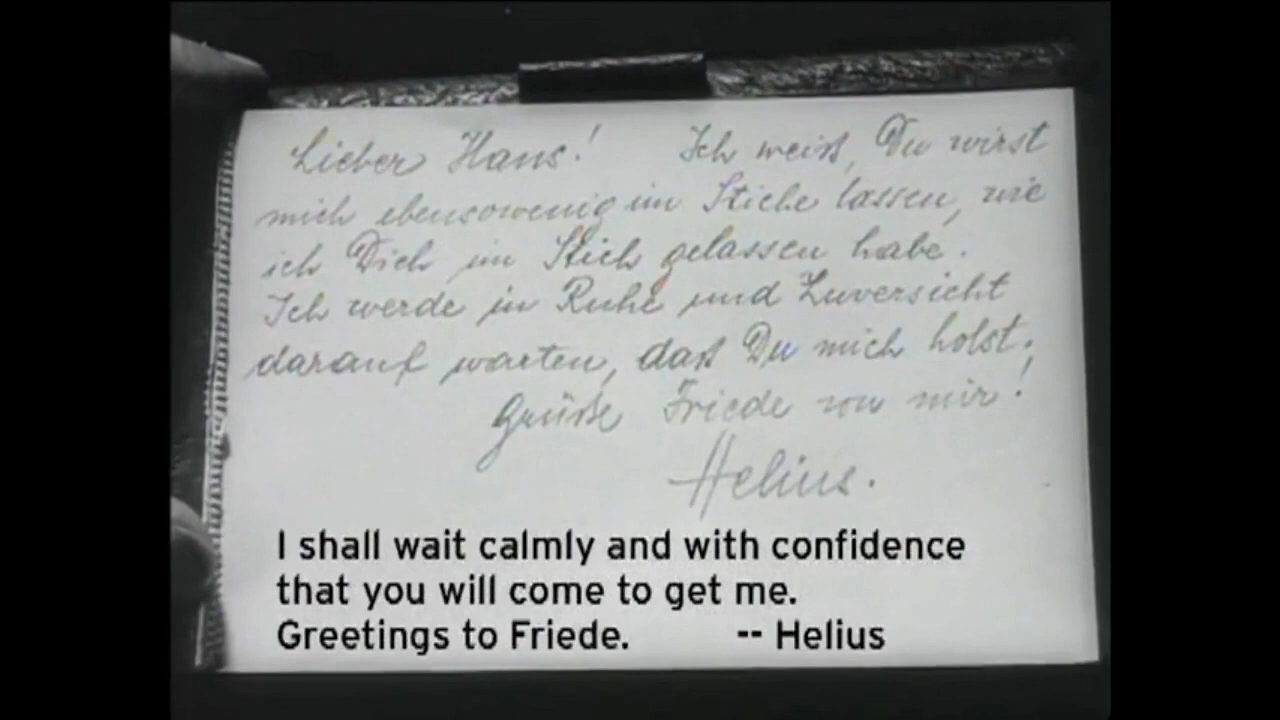 Lieber Hans! Ich weiß, Du wirst
mich ebensowenig im Stiche lassen, wie
ich Dich im Stich gelassen habe.
Ich werde in Ruhe und Zuversicht
darauf warten, daß Du mich holst.
Grüße Friede von mir!
Helius.
I shall wait calmly and with confidence
that you will come to get me.
Greetings to Friede. -- Helius